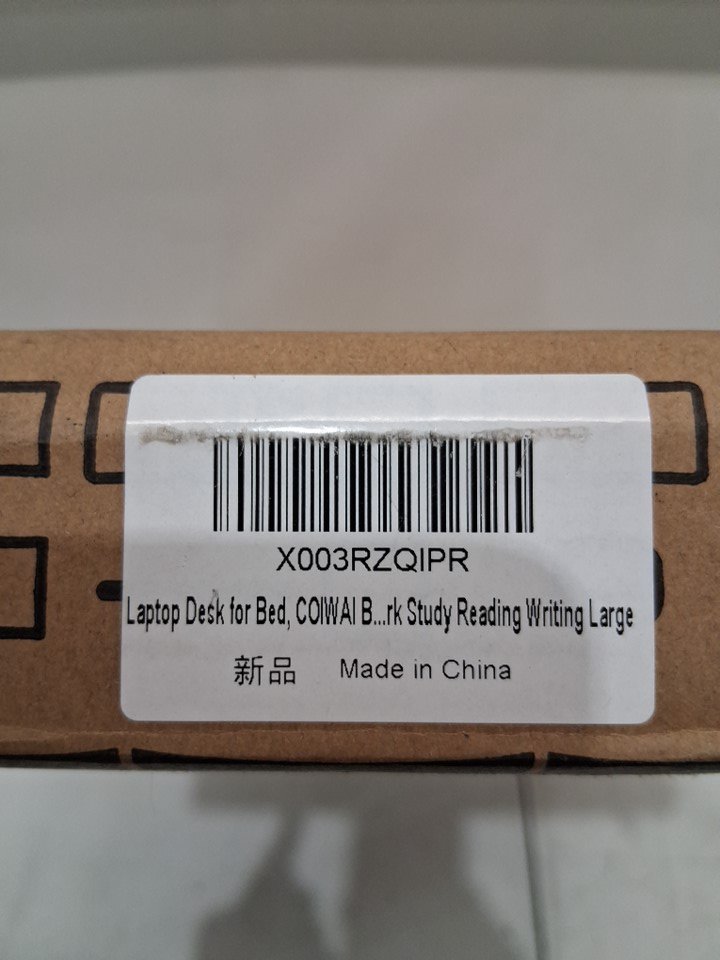 X003RZQIPR
Laptop Desk for Bed, COIWAI B...rk Study Reading Writing Large
新品 Made in China